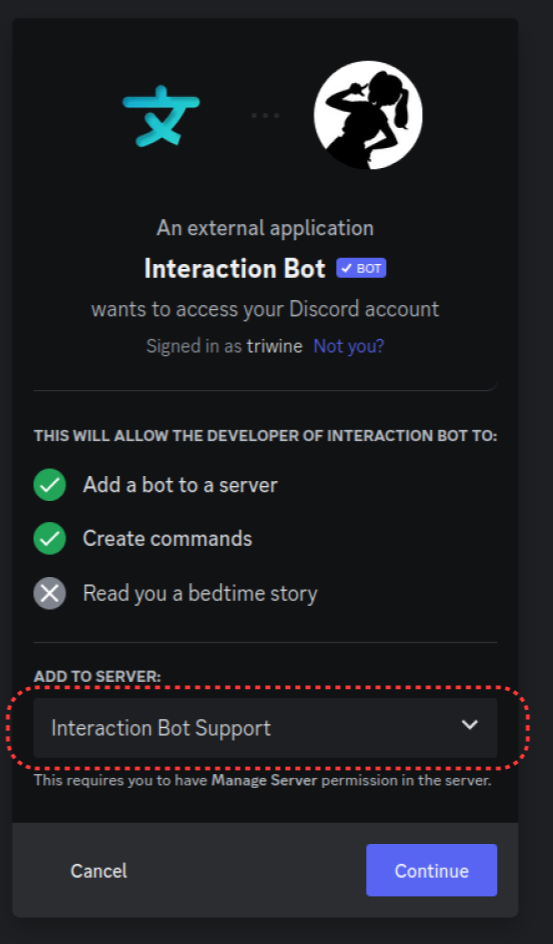 文
An external application
Interaction Bot BOT
wants to access your Discord account
Signed in as triwine Not you?
THIS WILL ALLOW THE DEVELOPER OF INTERACTION BOT TO:
Add a bot to a server
Create commands
Read you a bedtime story
ADD TO SERVER:
Interaction Bot Support
This requires you to have Manage Server permission in the server.
Cancel
Continue